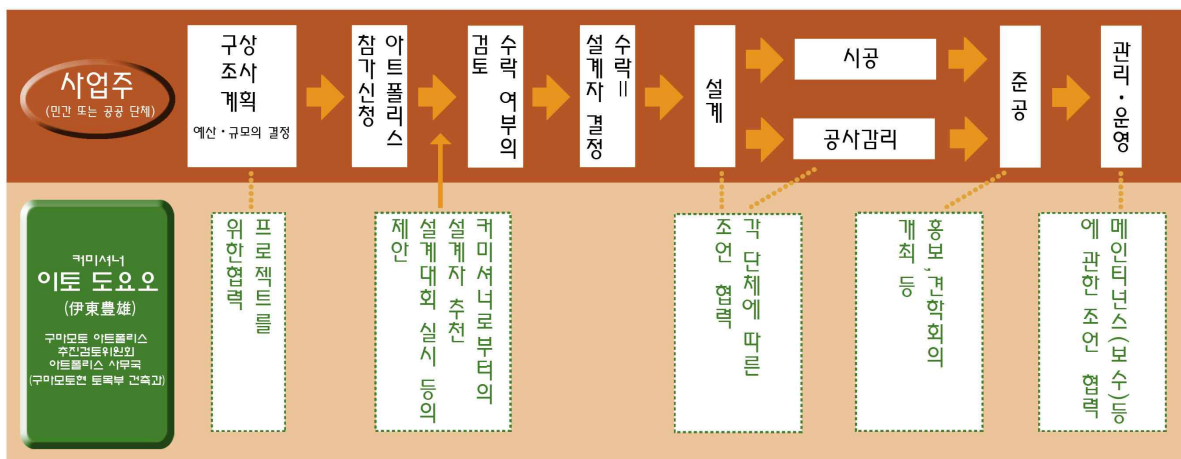 사업주
(민간 또는 공공 단체)
구상
조사
계획
예산·규모의 결정
아트폴리스
참가신청
수락 여부의
검토
수락=
설계자 결정
설계
시공
공사감리
준공
관리·운영
커미셔너
이토 도요오
(伊東豊雄)
구마모토 아트폴리스
추진검토위원회
아트폴리스 사무국
(구마모토현 토목부 건축과)
프로젝트를
위한협력
커미셔너로부터의
설계자 추천
설계대회 실시 등의
제안
각 단체에 따른
조언 협력
홍보,견학회의
개최 등
메인티넌스(보수)등
에 관한 조언 협력